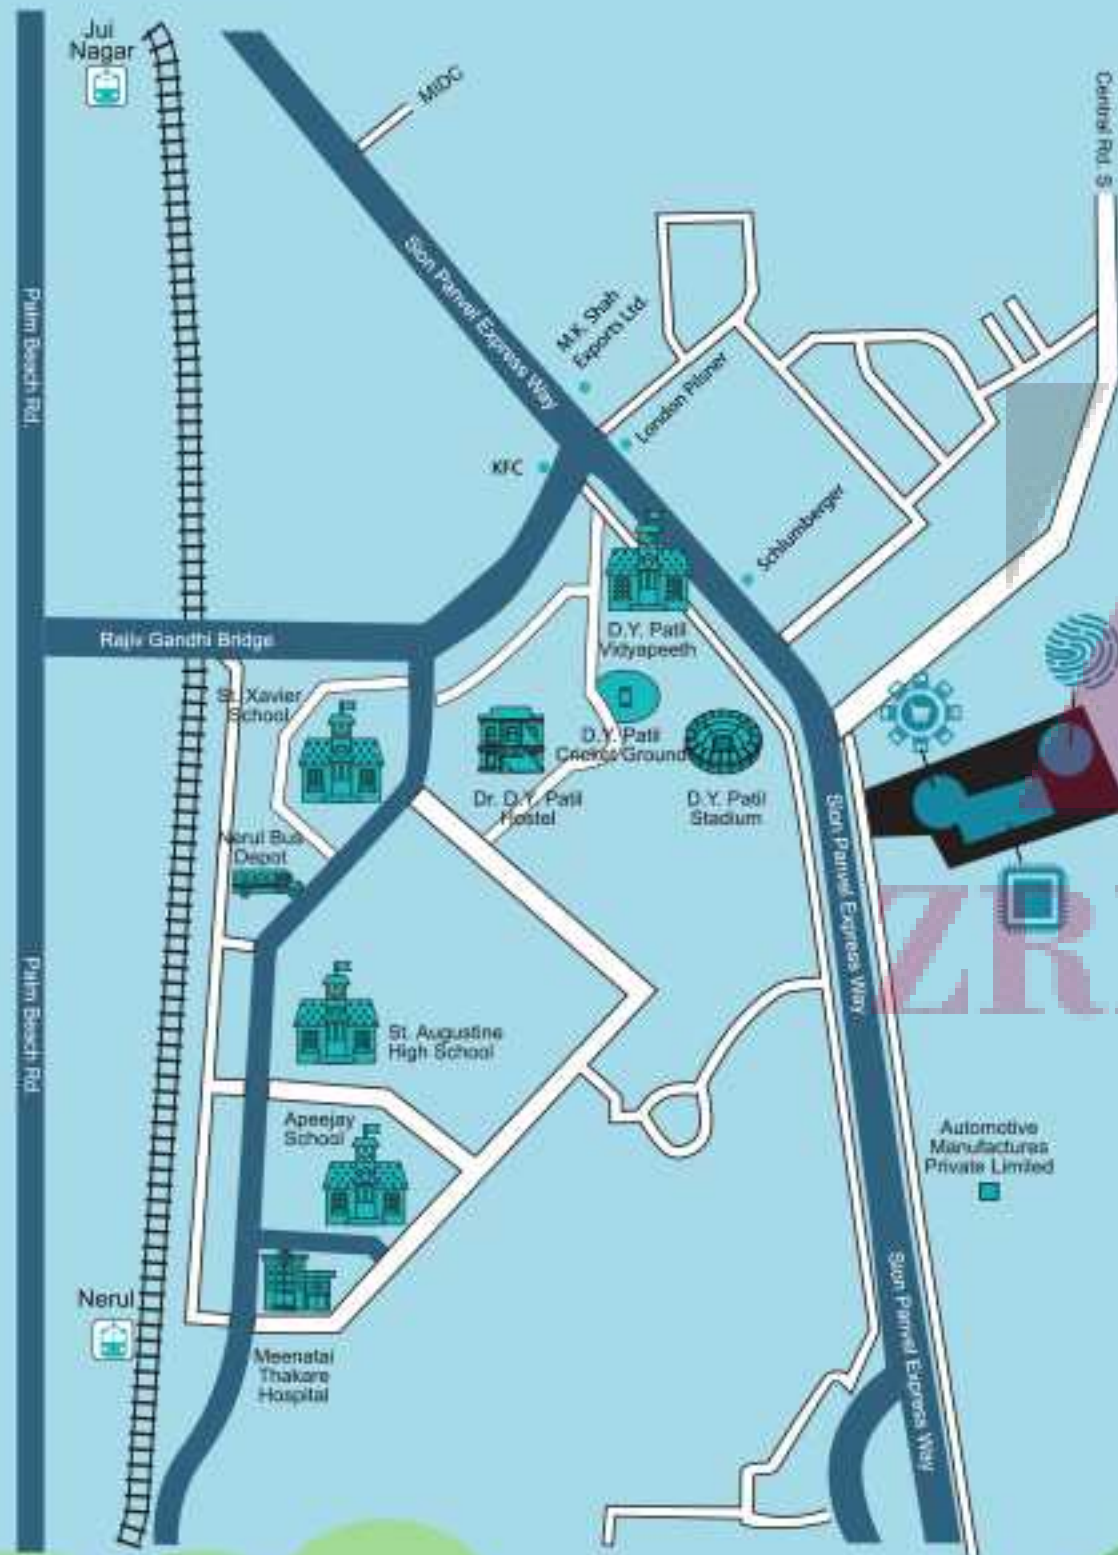 Jui
Nagar
MIDC
Central Rd. S
Palm Beach Rd.
Sion Panvel Express Way
M.K. Shah
Exports Ltd.
London Pilsner
KFC
Schlumberger
Rajiv Gandhi Bridge
D.Y. Patil
Vidyapeeth
St. Xavier
School
D.Y. Patil
Cricket Ground
Dr. D.Y. Patil
Hostel
D.Y. Patil
Stadium
Sion Panvel Express Way
Nerul Bus
Depot
ZR
Palm Beach Rd
St. Augustine
High School
Apeejay
School
Automotive
Manufactures
Private Limited
Nerul
Sion Panvel Express Way
Meenatai
Thakare
Hospital